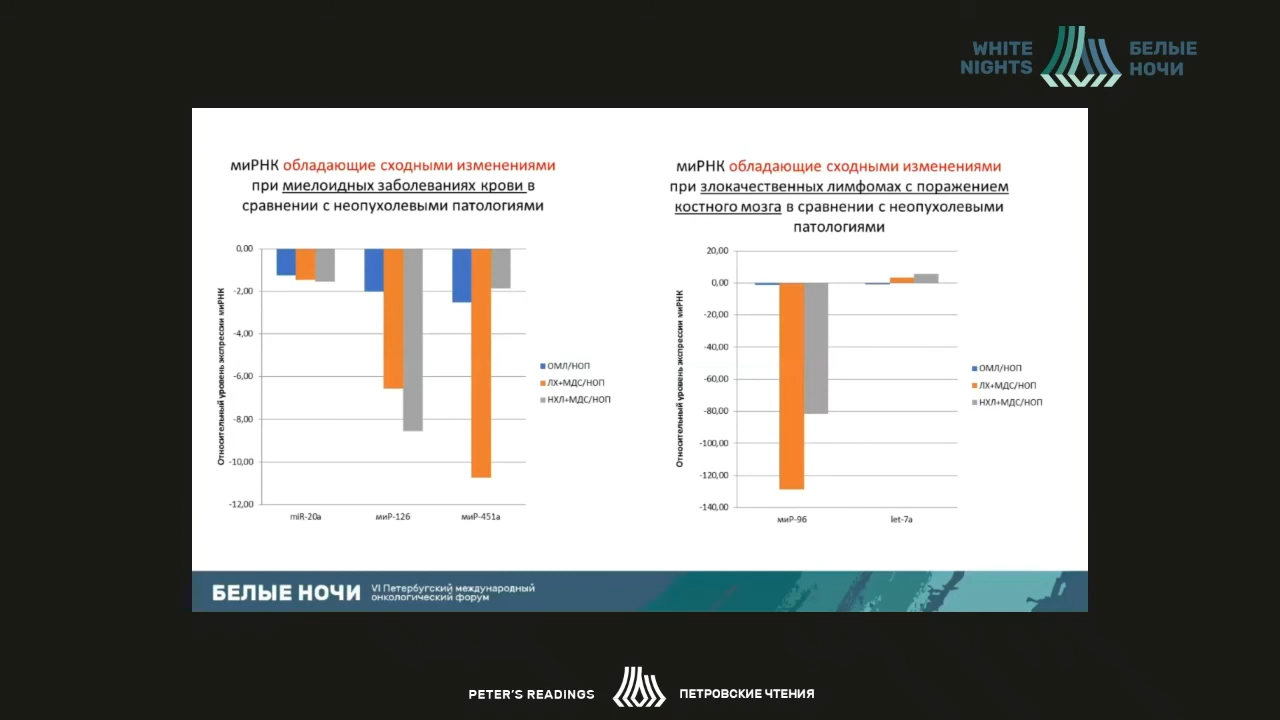 WHITE
NIGHTS
БЕЛЫЕ
НОЧИ
миРНК обладающие сходными изменениями
при миелоидных заболеваниях крови в
сравнении с неопухолевыми патологиями
0,00
-2,00
-4,00
-6,00
-8,00
-10,00
-12,00
Относительный уровень экспрессии миРНК
miR-20a
миР-126
миР-451а
ОМЛ/НОП
ЛХ+МДС/НОП
НХЛ+МДС/НОП
миРНК обладающие сходными изменениями
при злокачественных лимфомах с поражением
костного мозга в сравнении с неопухолевыми
патологиями
20,00
0,00
-20,00
-40,00
-60,00
-80,00
-100,00
-120,00
-140,00
Относительный уровень экспрессии миРНК
миР-96
let-7a
ОМЛ/НОП
ЛХ+МДС/НОП
НХЛ+МДС/НОП
БЕЛЫЕ НОЧИ
VI Петербугский международный
онкологический форум
PETER'S READINGS
ПЕТРОВСКИЕ ЧТЕНИЯ